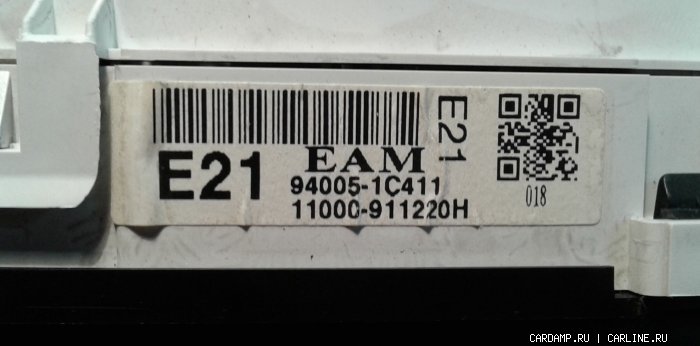 E21
EAM
E21
94005-1C411
11000-911220H
018
CARDAMP.RU | CARLINE.RU